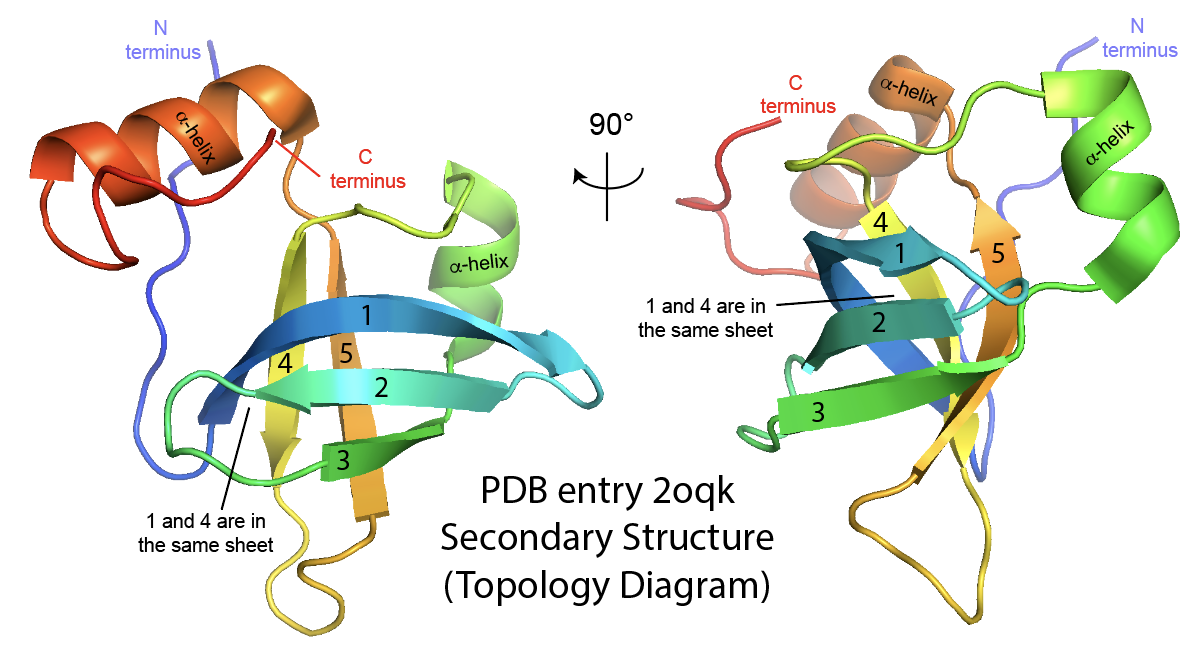 N
terminus
α-helix
C
terminus
α-helix
1
4
5
2
3
1 and 4 are in
the same sheet
90°
N
terminus
C
terminus
α-helix
α-helix
4
1
5
1 and 4 are in
the same sheet
2
3
PDB entry 2oqk
Secondary Structure
(Topology Diagram)